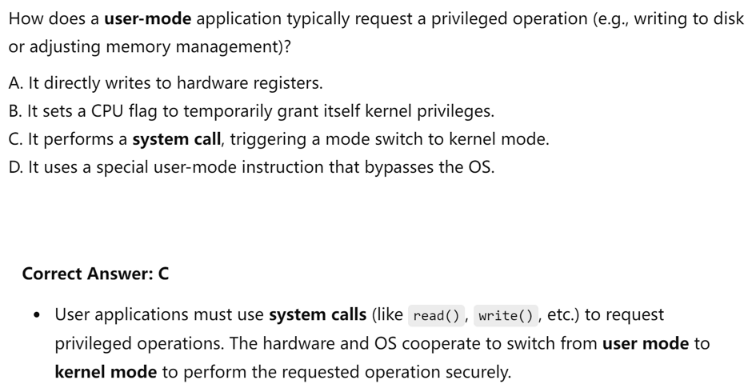 How does a user-mode application typically request a privileged operation (e.g., writing to disk
or adjusting memory management)?
A. It directly writes to hardware registers.
B. It sets a CPU flag to temporarily grant itself kernel privileges.
C. It performs a system call, triggering a mode switch to kernel mode.
D. It uses a special user-mode instruction that bypasses the OS.
Correct Answer: C
• User applications must use system calls (like read(), write(), etc.) to request
privileged operations. The hardware and OS cooperate to switch from user mode to
kernel mode to perform the requested operation securely.